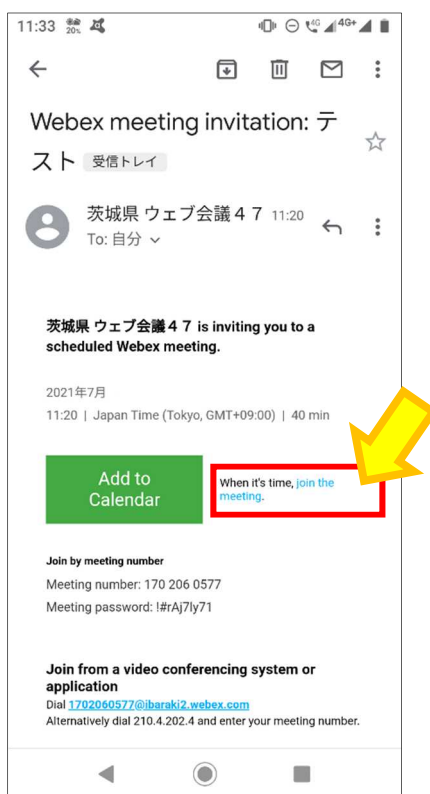 11:33 20% 4G 4G+
Webex meeting invitation: テ
スト 受信トレイ
茨城県 ウェブ会議４７ 11:20
To: 自分
茨城県 ウェブ会議４７ is inviting you to a
scheduled Webex meeting.
2021年7月
11:20 | Japan Time (Tokyo, GMT+09:00) | 40 min
Add to
Calendar
When it's time, join the
meeting.
Join by meeting number
Meeting number: 170 206 0577
Meeting password: !#rAj7ly71
Join from a video conferencing system or
application
Dial 1702060577@ibaraki2.webex.com
Alternatively dial 210.4.202.4 and enter your meeting number.